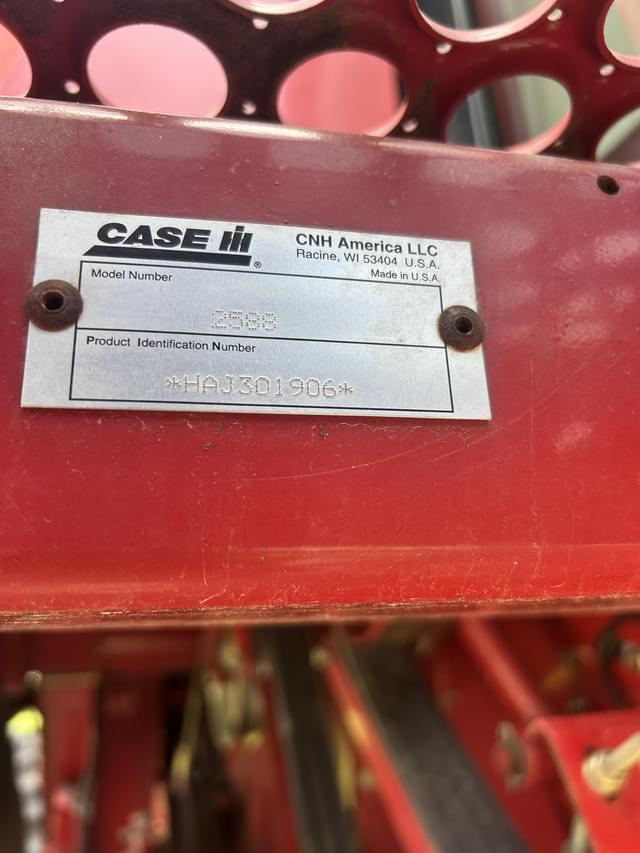 CASE IH ®
CNH America LLC
Racine, WI 53404 U.S.A.
Made in U.S.A.
Model Number
2588
Product Identification Number
*HAJ301906*